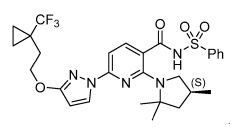 CF₃
O O
O S
N Ph
H
O N N N N
(S)
.